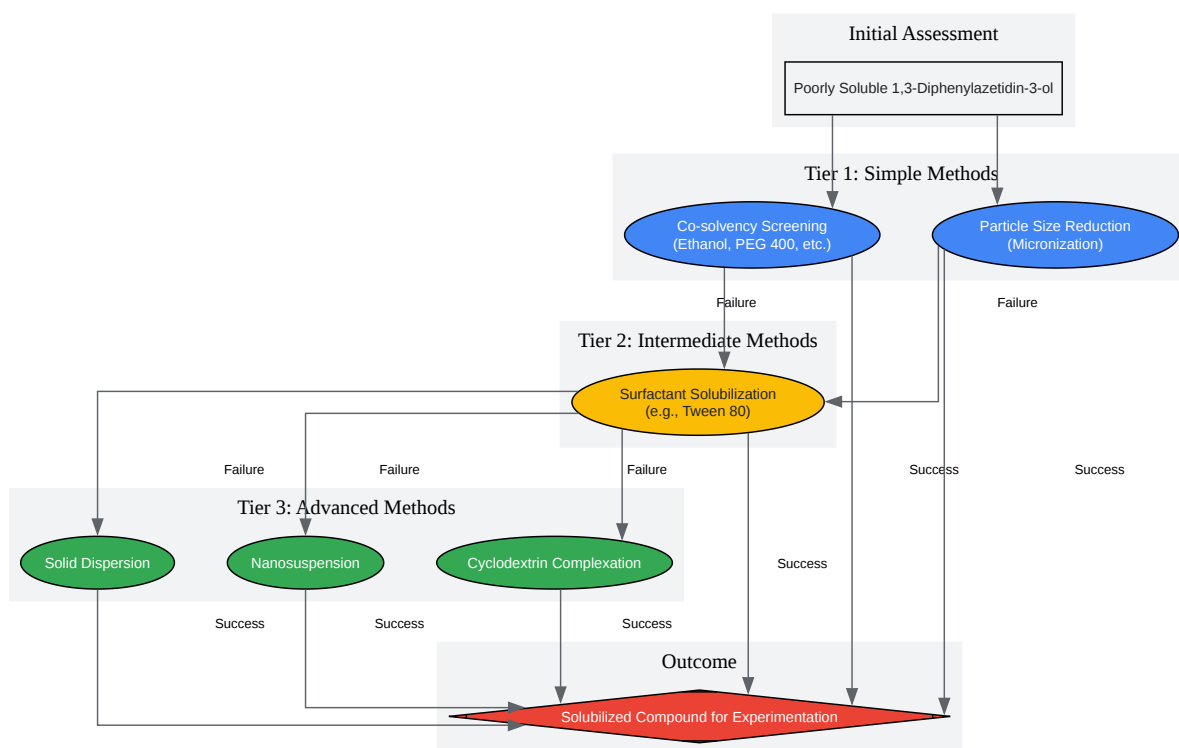 Initial Assessment
Poorly Soluble 1,3-Diphenylazetidin-3-ol
Tier 1: Simple Methods
Co-solvency Screening
(Ethanol, PEG 400, etc.)
Particle Size Reduction
(Micronization)
Failure
Failure
Tier 2: Intermediate Methods
Surfactant Solubilization
(e.g., Tween 80)
Failure
Failure
Failure
Success
Success
Tier 3: Advanced Methods
Solid Dispersion
Nanosuspension
Cyclodextrin Complexation
Success
Success
Success
Success
Outcome
Solubilized Compound for Experimentation